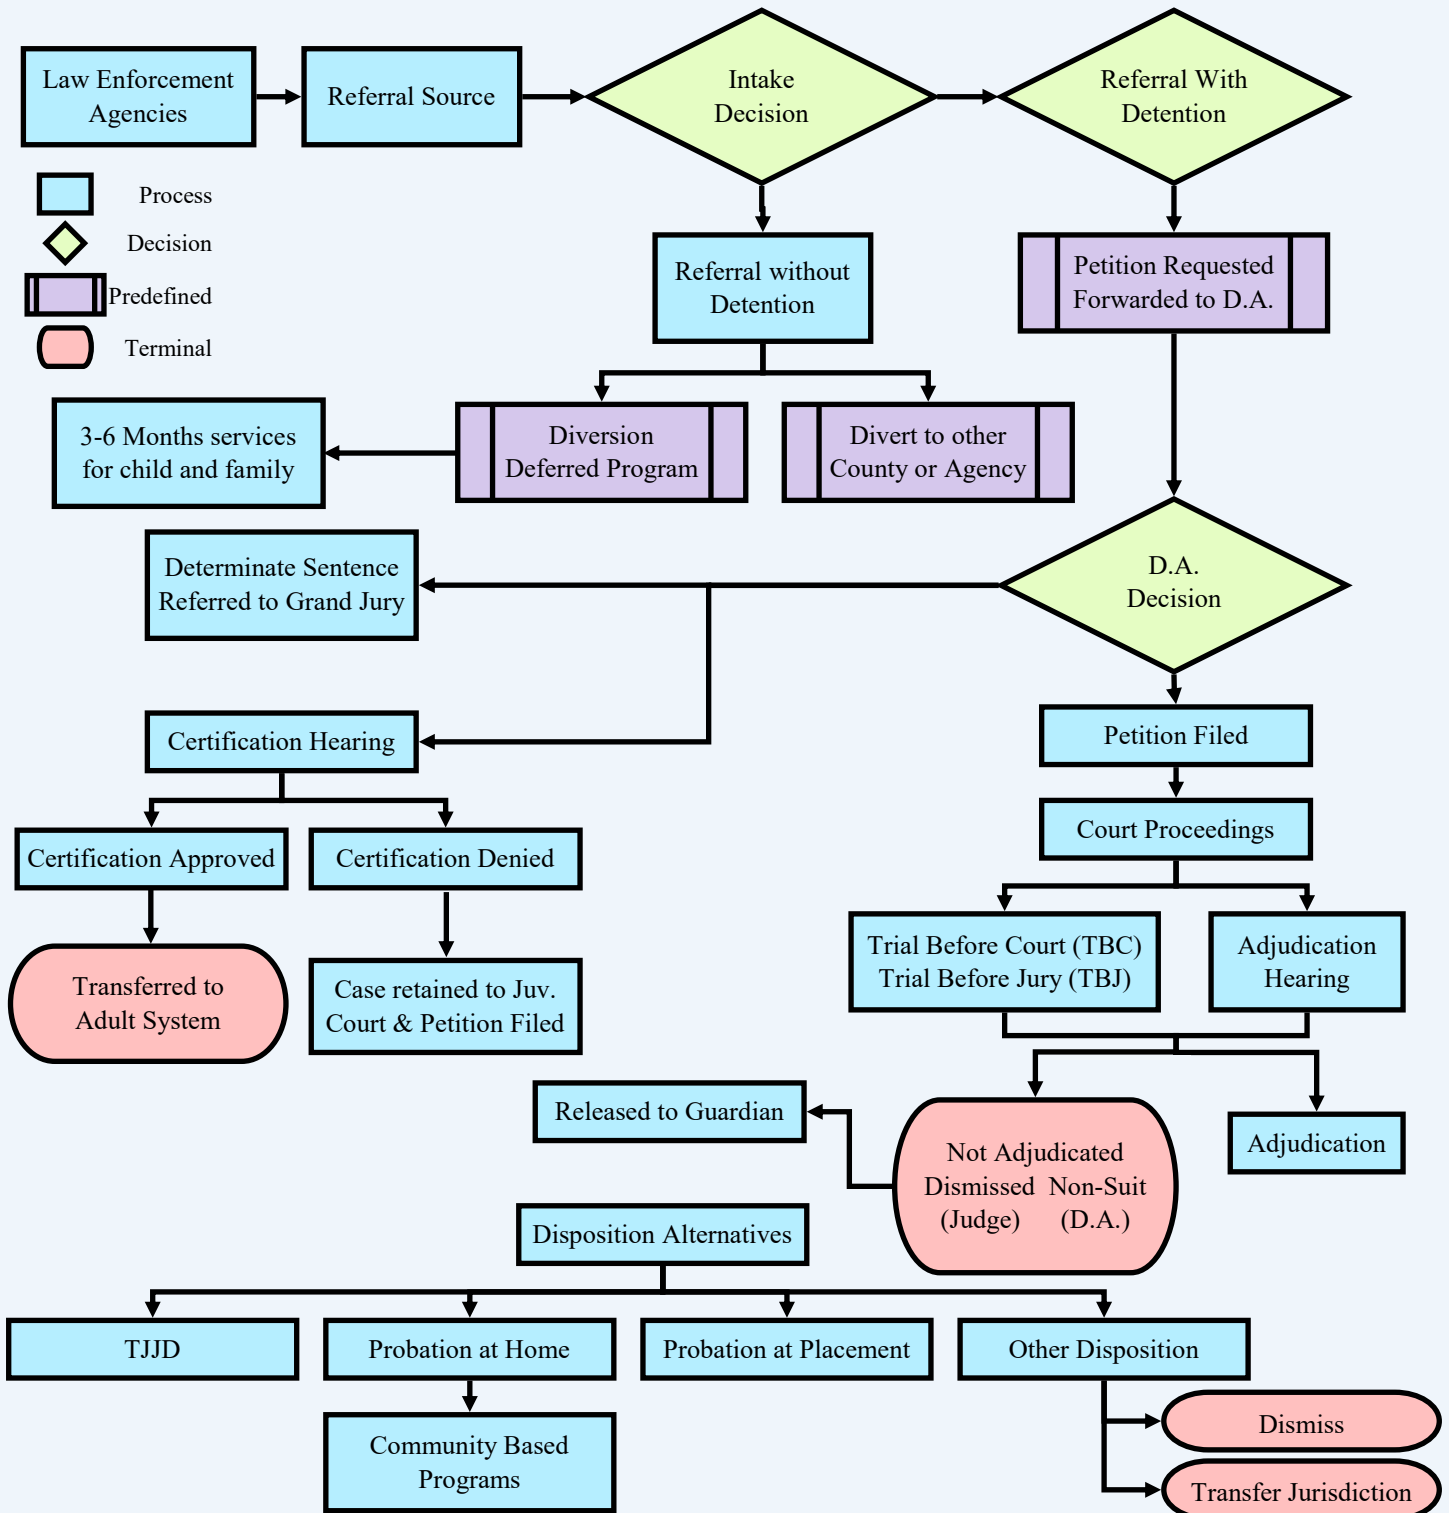 Law Enforcement
Agencies
Referral Source
Intake
Decision
Referral With
Detention
Process
Decision
Predefined
Terminal
Referral without
Detention
Petition Requested
Forwarded to D.A.
3-6 Months services
for child and family
Diversion
Deferred Program
Divert to other
County or Agency
Determinate Sentence
Referred to Grand Jury
D.A.
Decision
Certification Hearing
Petition Filed
Court Proceedings
Certification Approved
Certification Denied
Trial Before Court (TBC)
Trial Before Jury (TBJ)
Adjudication
Hearing
Transferred to
Adult System
Case retained to Juv.
Court & Petition Filed
Released to Guardian
Not Adjudicated
Dismissed Non-Suit
(Judge) (D.A.)
Adjudication
Disposition Alternatives
TJJD
Probation at Home
Probation at Placement
Other Disposition
Community Based
Programs
Dismiss
Transfer Jurisdiction